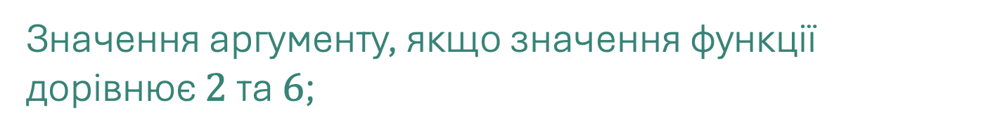 Значення аргументу, якщо значення функції
дорівнює 2 та 6;